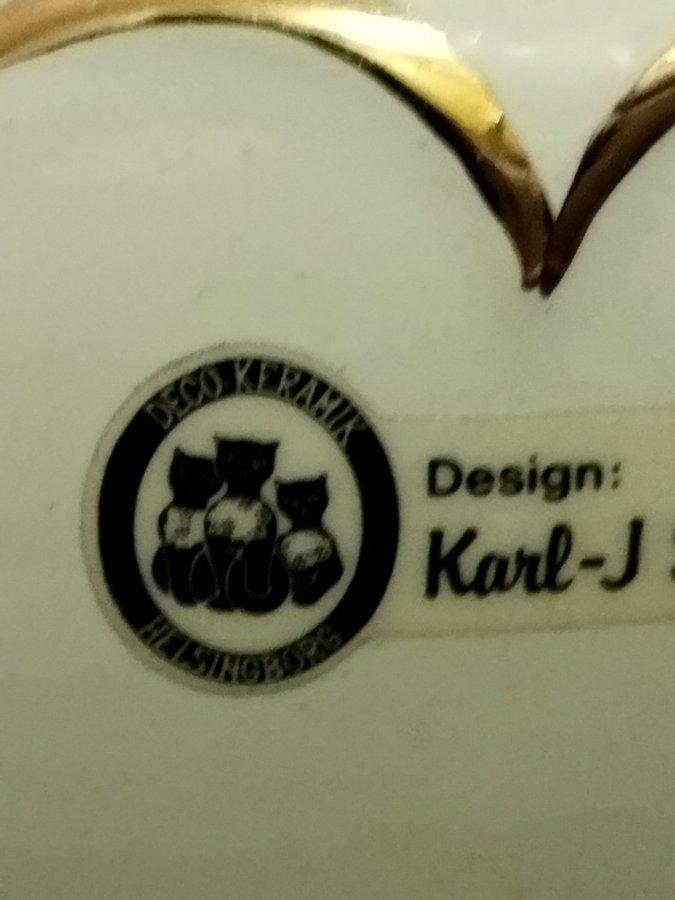 DECO KERAMIK
HELSINGBORG
Design:
Karl-J